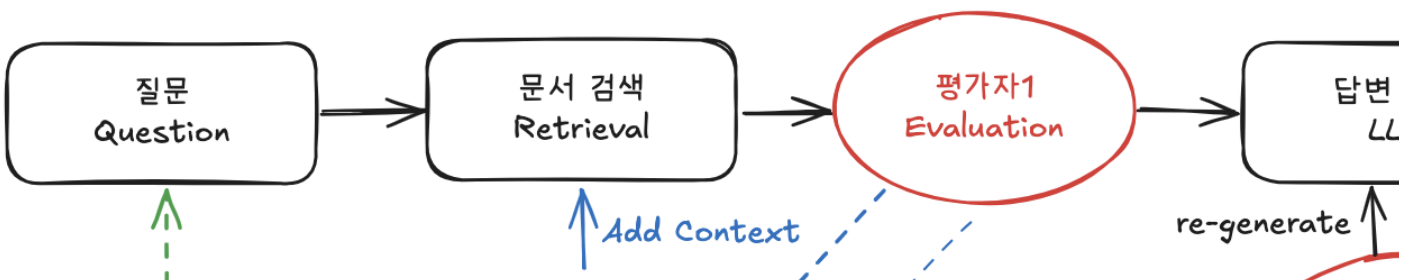 질문
Question
문서 검색
Retrieval
평가자1
Evaluation
답변
LL
Add Context
re-generate